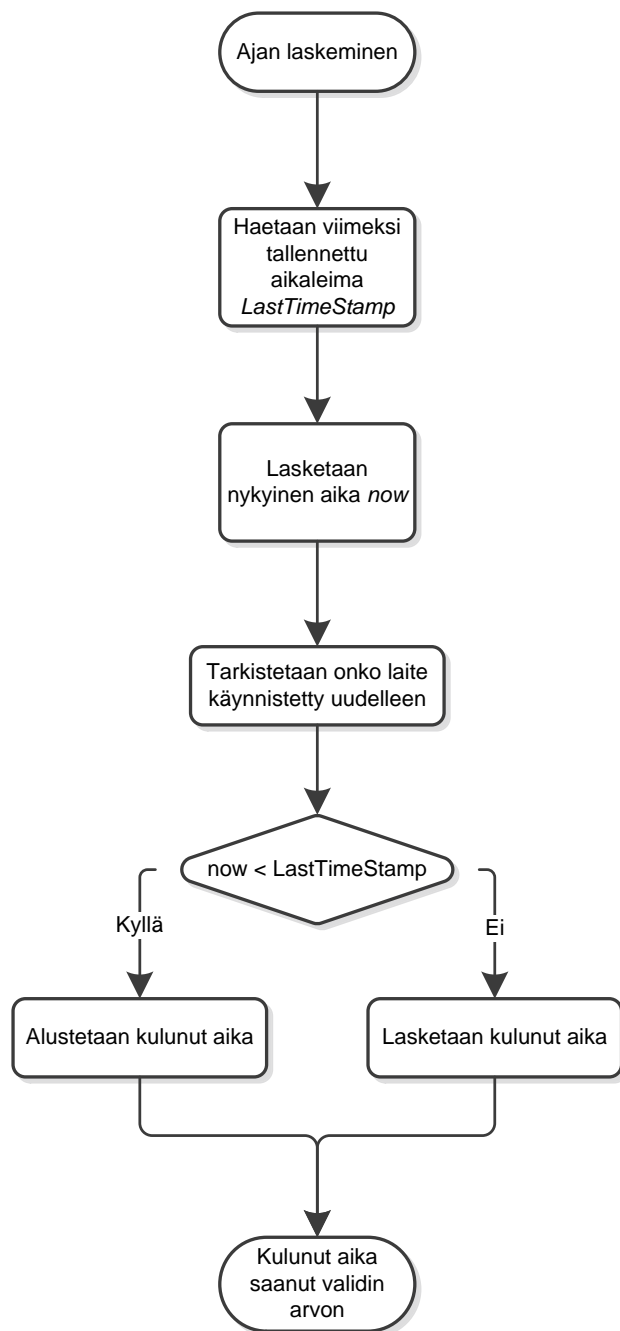 Ajan laskeminen
Haetaan viimeksi
tallennettu
aikaleima
LastTimeStamp
Lasketaan
nykyinen aika now
Tarkistetaan onko laite
käynnistetty uudelleen
now < LastTimeStamp
Kyllä
Ei
Alustetaan kulunut aika
Lasketaan kulunut aika
Kulunut aika
saanut validin
arvon